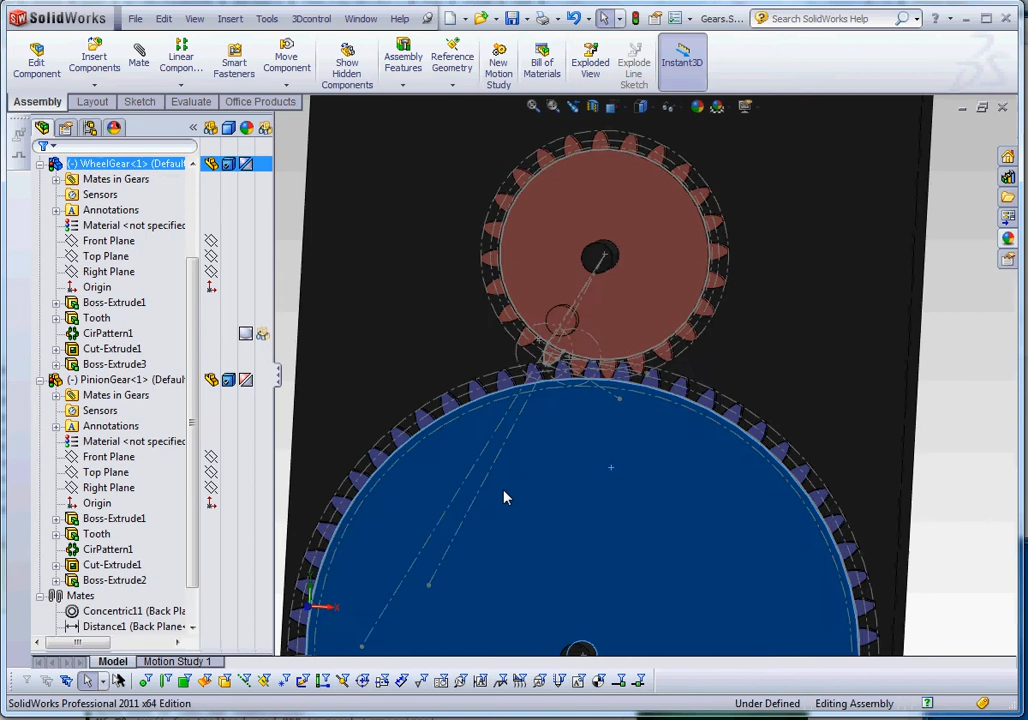 SolidWorks File Edit View Insert Tools 3Dcontrol Window Help Gears.S... Search SolidWorks Help
Edit Component
Insert Components
Mate
Linear Compon...
Smart Fasteners
Move Component
Show Hidden Components
Assembly Features
Reference Geometry
New Motion Study
Bill of Materials
Exploded View
Explode Line Sketch
Instant3D
Assembly Layout Sketch Evaluate Office Products
(-) WheelGear<1> (Defaul
Mates in Gears
Sensors
Annotations
Material <not specified
Front Plane
Top Plane
Right Plane
Origin
Boss-Extrude1
Tooth
CirPattern1
Cut-Extrude1
Boss-Extrude3
(-) PinionGear<1> (Defaul
Mates in Gears
Sensors
Annotations
Material <not specified
Front Plane
Top Plane
Right Plane
Origin
Boss-Extrude1
Tooth
CirPattern1
Cut-Extrude1
Boss-Extrude2
Mates
Concentric11 (Back Pla
Distance1 (Back Plane<
Model Motion Study 1
SolidWorks Professional 2011 x64 Edition Under Defined Editing Assembly